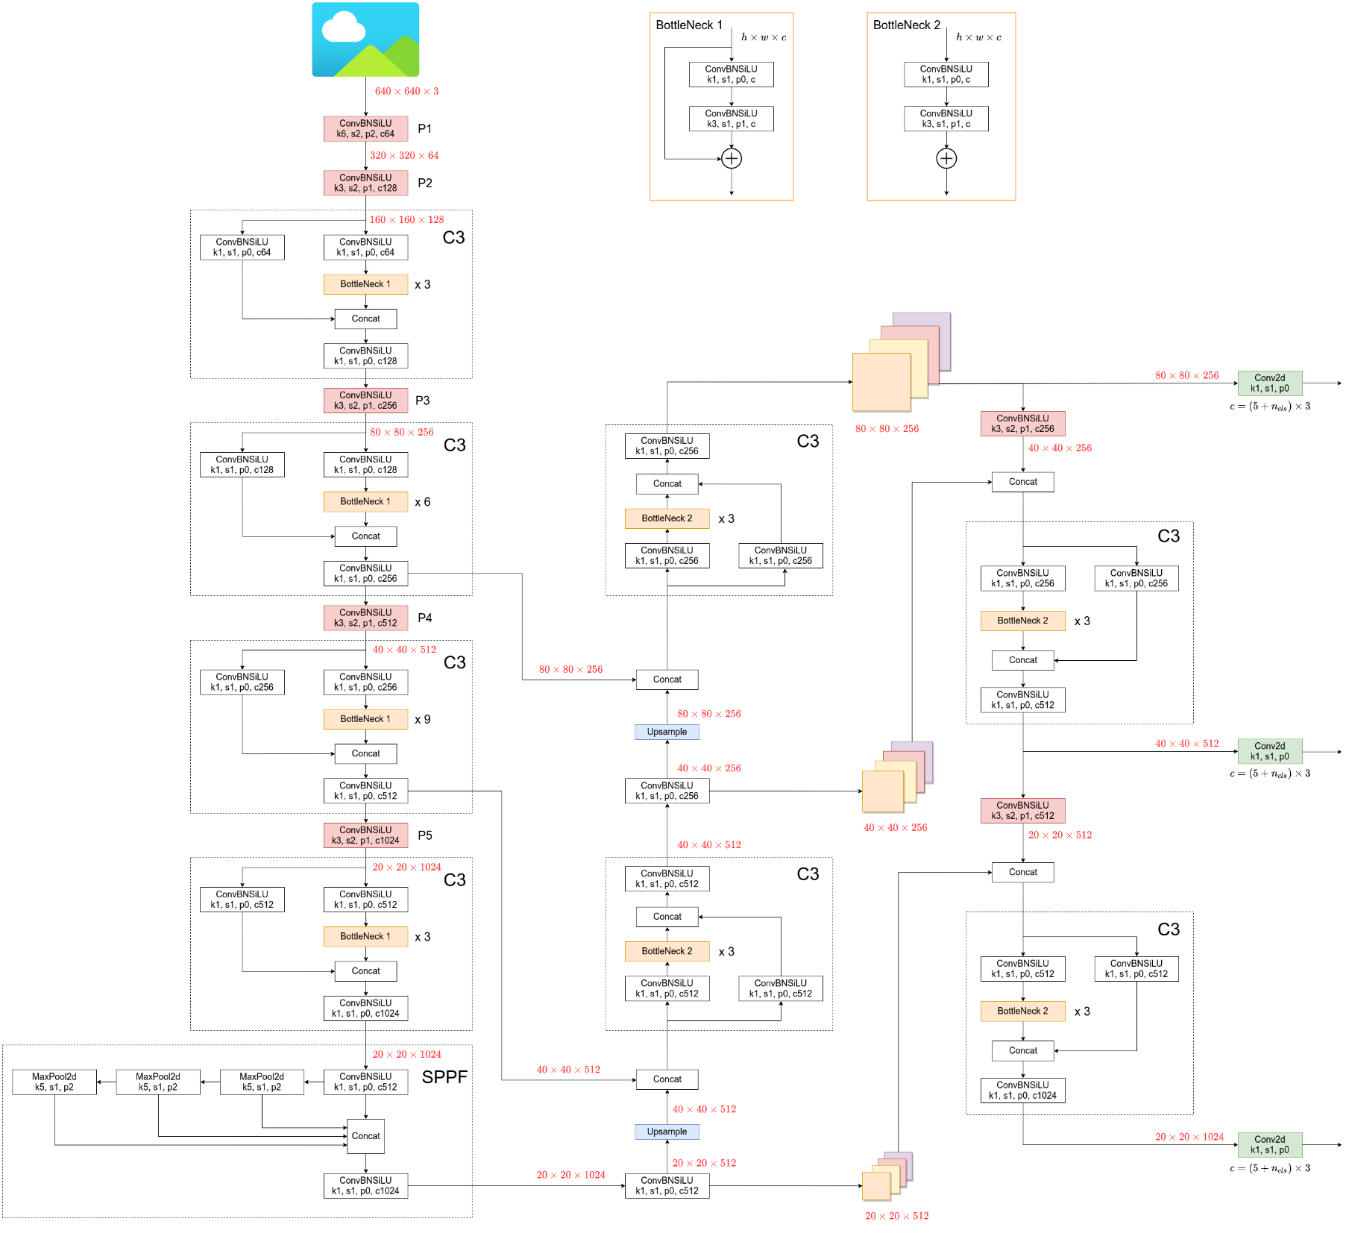 640 × 640 × 3
ConvBNSiLU
k6, s2, p2, c64
P1
320 × 320 × 64
ConvBNSiLU
k3, s2, p1, c128
P2
160 × 160 × 128
C3
ConvBNSiLU
k1, s1, p0, c64
ConvBNSiLU
k1, s1, p0, c64
BottleNeck 1
x 3
Concat
ConvBNSiLU
k1, s1, p0, c128
ConvBNSiLU
k3, s2, p1, c256
P3
80 × 80 × 256
C3
ConvBNSiLU
k1, s1, p0, c128
ConvBNSiLU
k1, s1, p0, c128
BottleNeck 1
x 6
Concat
ConvBNSiLU
k1, s1, p0, c256
ConvBNSiLU
k3, s2, p1, c512
P4
40 × 40 × 512
C3
ConvBNSiLU
k1, s1, p0, c256
ConvBNSiLU
k1, s1, p0, c256
BottleNeck 1
x 9
Concat
ConvBNSiLU
k1, s1, p0, c512
ConvBNSiLU
k3, s2, p1, c1024
P5
20 × 20 × 1024
C3
ConvBNSiLU
k1, s1, p0, c512
ConvBNSiLU
k1, s1, p0, c512
BottleNeck 1
x 3
Concat
ConvBNSiLU
k1, s1, p0, c1024
20 × 20 × 1024
SPPF
MaxPool2d
k5, s1, p2
MaxPool2d
k5, s1, p2
MaxPool2d
k5, s1, p2
ConvBNSiLU
k1, s1, p0, c512
Concat
ConvBNSiLU
k1, s1, p0, c1024
BottleNeck 1
h × w × c
ConvBNSiLU
k1, s1, p0, c
ConvBNSiLU
k3, s1, p1, c
BottleNeck 2
h × w × c
ConvBNSiLU
k1, s1, p0, c
ConvBNSiLU
k3, s1, p1, c
80 × 80 × 256
C3
ConvBNSiLU
k1, s1, p0, c256
Concat
BottleNeck 2
x 3
ConvBNSiLU
k1, s1, p0, c256
ConvBNSiLU
k1, s1, p0, c256
80 × 80 × 256
Concat
80 × 80 × 256
Upsample
40 × 40 × 256
ConvBNSiLU
k1, s1, p0, c256
40 × 40 × 256
40 × 40 × 512
C3
ConvBNSiLU
k1, s1, p0, c512
Concat
BottleNeck 2
x 3
ConvBNSiLU
k1, s1, p0, c512
ConvBNSiLU
k1, s1, p0, c512
40 × 40 × 512
Concat
40 × 40 × 512
Upsample
20 × 20 × 512
20 × 20 × 1024
ConvBNSiLU
k1, s1, p0, c512
20 × 20 × 512
80 × 80 × 256
Conv2d
k1, s1, p0
c = (5 + ncls) × 3
ConvBNSiLU
k3, s2, p1, c256
40 × 40 × 256
Concat
C3
ConvBNSiLU
k1, s1, p0, c256
ConvBNSiLU
k1, s1, p0, c256
BottleNeck 2
x 3
Concat
ConvBNSiLU
k1, s1, p0, c512
40 × 40 × 512
Conv2d
k1, s1, p0
c = (5 + ncls) × 3
ConvBNSiLU
k3, s2, p1, c512
20 × 20 × 512
Concat
C3
ConvBNSiLU
k1, s1, p0, c512
ConvBNSiLU
k1, s1, p0, c512
BottleNeck 2
x 3
Concat
ConvBNSiLU
k1, s1, p0, c1024
20 × 20 × 1024
Conv2d
k1, s1, p0
c = (5 + ncls) × 3